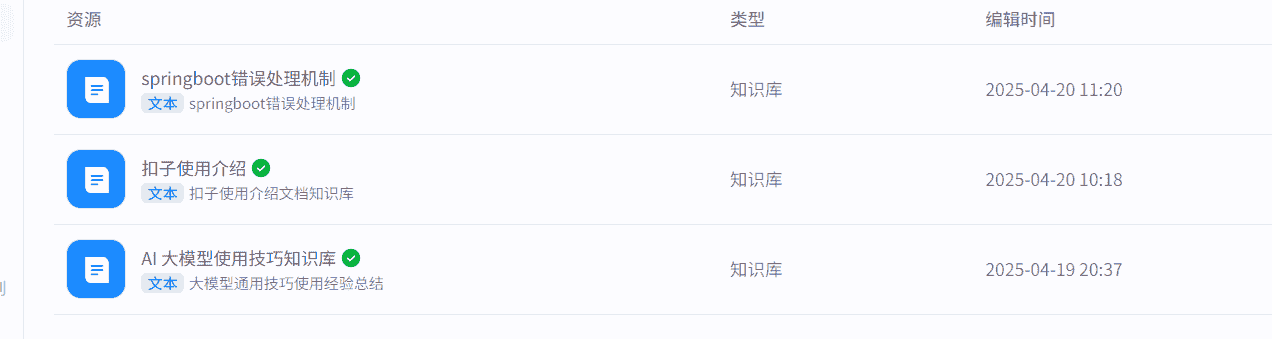 资源 类型 编辑时间
springboot错误处理机制
文本 springboot错误处理机制
知识库 2025-04-20 11:20
扣子使用介绍
文本 扣子使用介绍文档知识库
知识库 2025-04-20 10:18
AI 大模型使用技巧知识库
文本 大模型通用技巧使用经验总结
知识库 2025-04-19 20:37